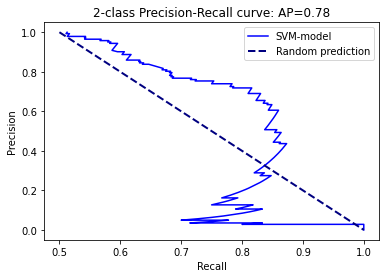 2-class Precision-Recall curve: AP=0.78
SVM-model
Random prediction
Precision
1.0
0.8
0.6
0.4
0.2
0.0
0.5
0.6
0.7
0.8
0.9
1.0
Recall